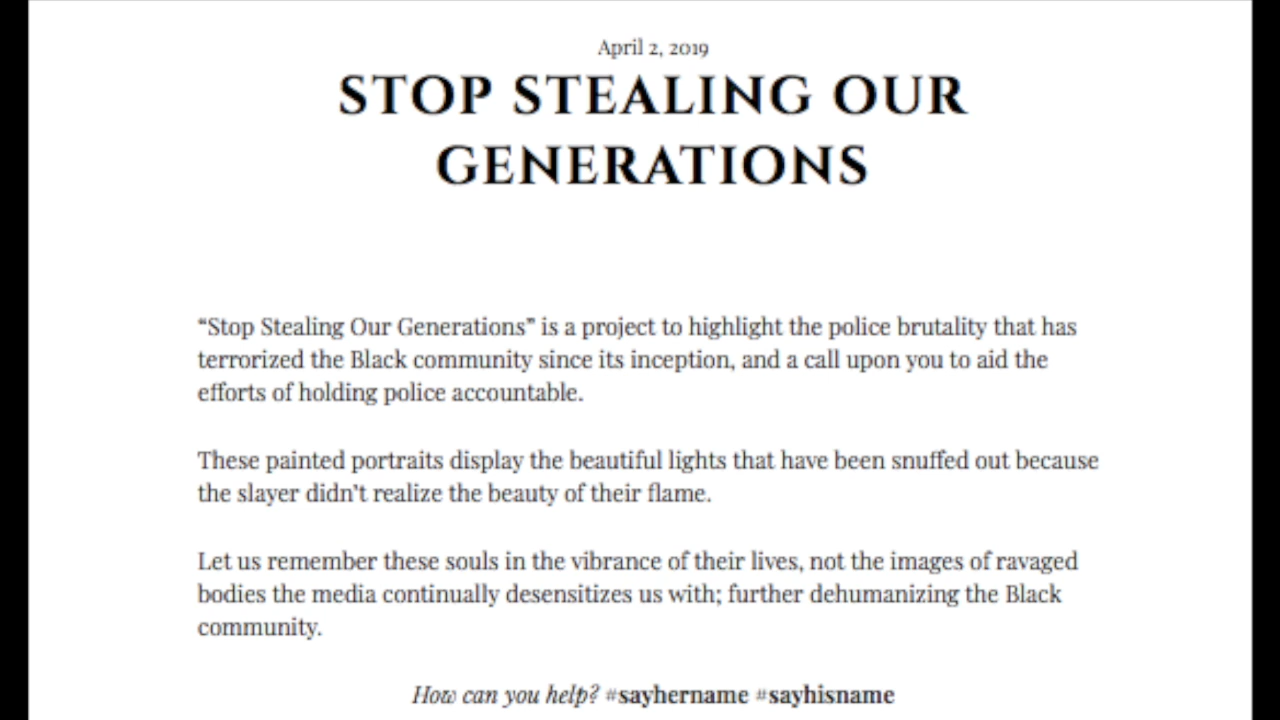 April 2, 2019
STOP STEALING OUR
GENERATIONS
“Stop Stealing Our Generations” is a project to highlight the police brutality that has
terrorized the Black community since its inception, and a call upon you to aid the
efforts of holding police accountable.
These painted portraits display the beautiful lights that have been snuffed out because
the slayer didn’t realize the beauty of their flame.
Let us remember these souls in the vibrance of their lives, not the images of ravaged
bodies the media continually desensitizes us with; further dehumanizing the Black
community.
How can you help? #sayhername #sayhisname